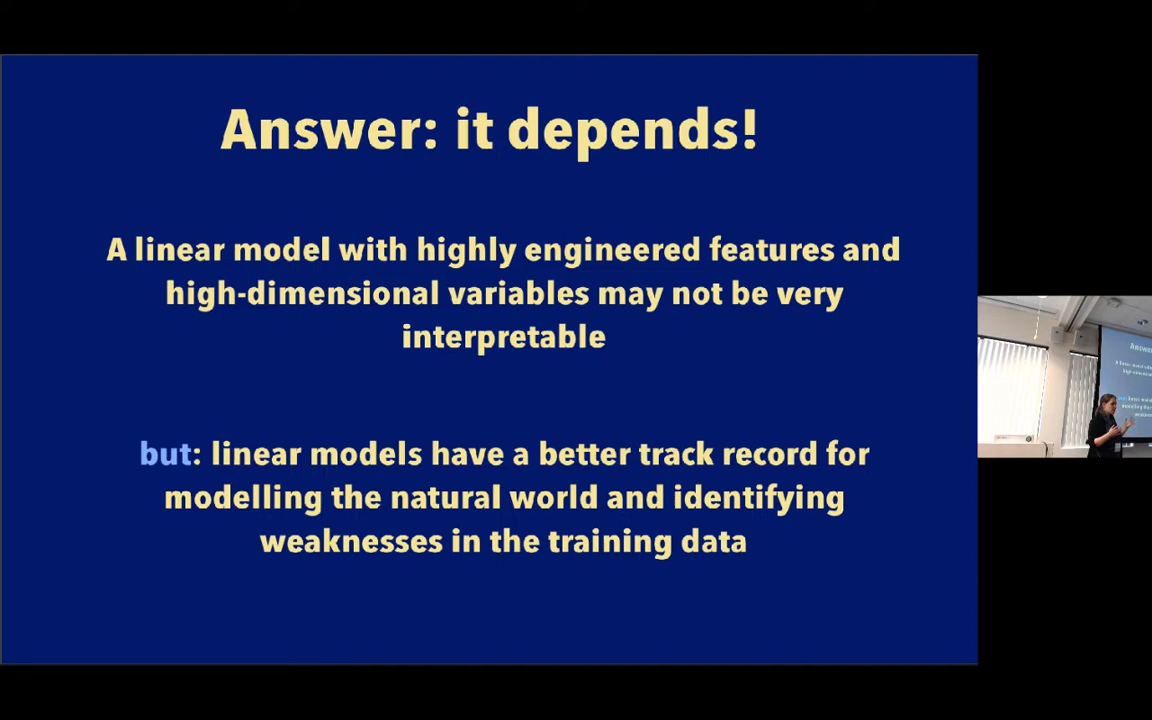 Answer: it depends!
A linear model with highly engineered features and
high-dimensional variables may not be very
interpretable
but: linear models have a better track record for
modelling the natural world and identifying
weaknesses in the training data